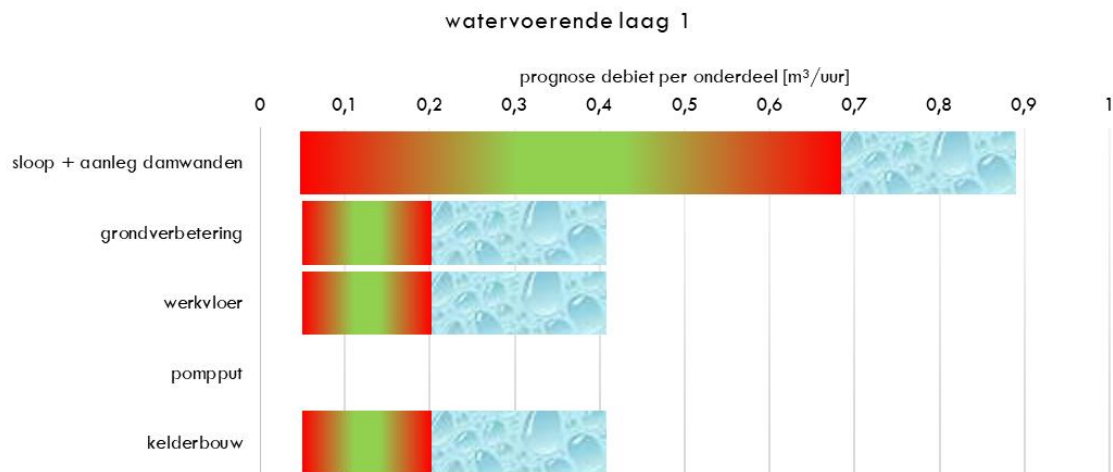 watervoerende laag 1
prognose debiet per onderdeel [m³/uur]
0 0,1 0,2 0,3 0,4 0,5 0,6 0,7 0,8 0,9 1
sloop + aanleg damwanden
grondverbetering
werkvloer
pompput
kelderbouw